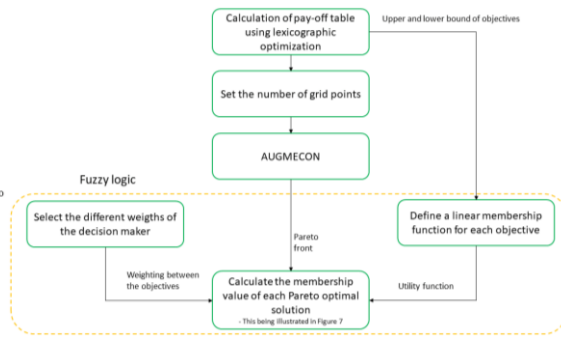 Calculation of pay-off table
using lexicographic
optimization
Upper and lower bound of objectives
Set the number of grid points
AUGMECON
Fuzzy logic
Select the different weigths of
the decision maker
Define a linear membership
function for each objective
Pareto
front
Weighting between
the objectives
Calculate the membership
value of each Pareto optimal
solution
- This being illustrated in Figure 7
Utility function